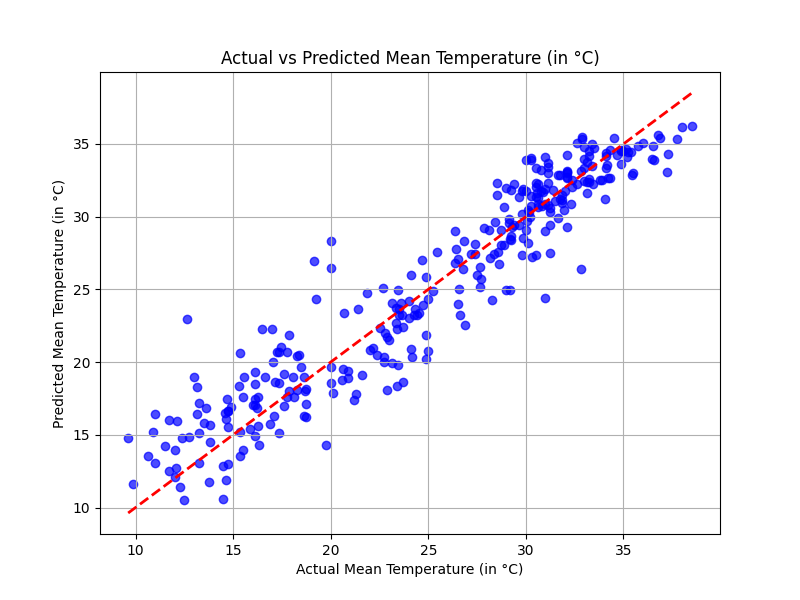 Actual vs Predicted Mean Temperature (in °C)
35
30
25
20
15
10
Predicted Mean Temperature (in °C)
10 15 20 25 30 35
Actual Mean Temperature (in °C)